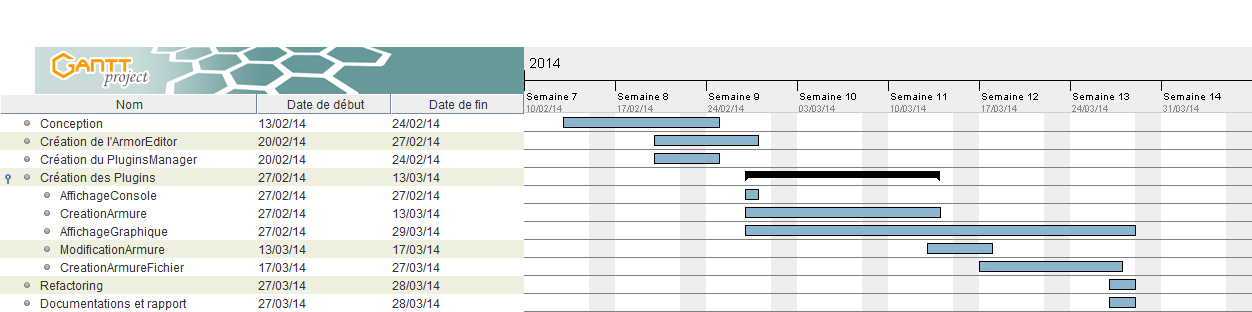 GANTT
project
2014
Semaine 7 Semaine 8 Semaine 9 Semaine 10 Semaine 11 Semaine 12 Semaine 13 Semaine 14
Nom Date de début Date de fin 10/02/14 17/02/14 24/02/14 03/03/14 10/03/14 17/03/14 24/03/14 31/03/14
Conception 13/02/14 24/02/14
Création de l'ArmorEditor 20/02/14 27/02/14
Création du PluginsManager 20/02/14 24/02/14
Création des Plugins 27/02/14 13/03/14
AffichageConsole 27/02/14 27/02/14
CreationArmure 27/02/14 13/03/14
AffichageGraphique 27/02/14 29/03/14
ModificationArmure 13/03/14 17/03/14
CreationArmureFichier 17/03/14 27/03/14
Refactoring 27/03/14 28/03/14
Documentations et rapport 27/03/14 28/03/14